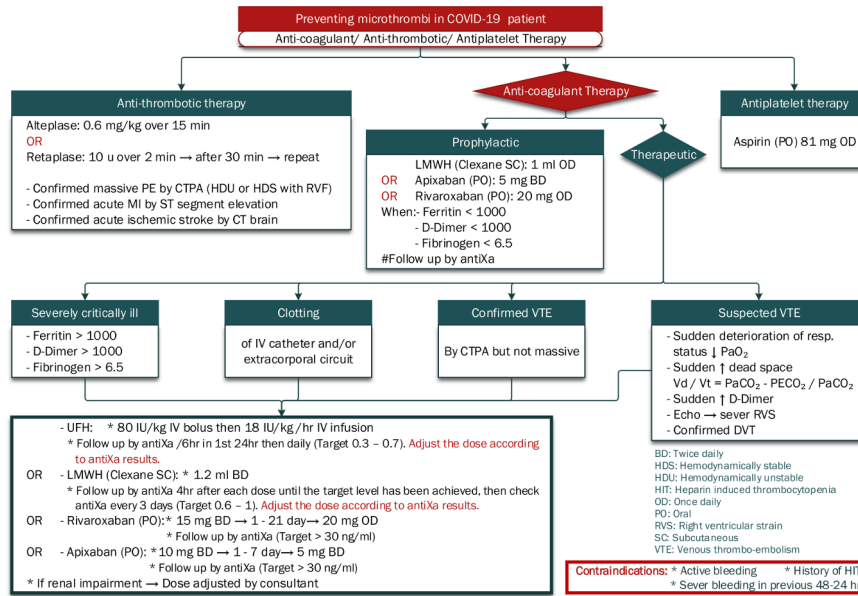 Preventing microthrombi in COVID-19 patient
Anti-coagulant/ Anti-thrombotic/ Antiplatelet Therapy
Anti-thrombotic therapy
Alteplase: 0.6 mg/kg over 15 min
OR
Retaplase: 10 u over 2 min → after 30 min → repeat
- Confirmed massive PE by CTPA (HDU or HDS with RVF)
- Confirmed acute MI by ST segment elevation
- Confirmed acute ischemic stroke by CT brain
Anti-coagulant Therapy
Prophylactic
LMWH (Clexane SC): 1 ml OD
OR Apixaban (PO): 5 mg BD
OR Rivaroxaban (PO): 20 mg OD
When:- Ferritin < 1000
- D-Dimer < 1000
- Fibrinogen < 6.5
#Follow up by antiXa
Therapeutic
Antiplatelet therapy
Aspirin (PO) 81 mg OD
Severely critically ill
- Ferritin > 1000
- D-Dimer > 1000
- Fibrinogen > 6.5
Clotting
of IV catheter and/or
extracorporal circuit
Confirmed VTE
By CTPA but not massive
Suspected VTE
- Sudden deterioration of resp.
status ↓ PaO₂
- Sudden ↑ dead space
Vd / Vt = PaCO₂ - PECO₂ / PaCO₂
- Sudden ↑ D-Dimer
- Echo → sever RVS
- Confirmed DVT
- UFH: * 80 IU/kg IV bolus then 18 IU/kg/hr IV infusion
* Follow up by antiXa /6hr in 1st 24hr then daily (Target 0.3 – 0.7). Adjust the dose according
to antiXa results.
OR - LMWH (Clexane SC): * 1.2 ml BD
* Follow up by antiXa 4hr after each dose until the target level has been achieved, then check
antiXa every 3 days (Target 0.6 – 1). Adjust the dose according to antiXa results.
OR - Rivaroxaban (PO):* 15 mg BD → 1 - 21 day→ 20 mg OD
* Follow up by antiXa (Target > 30 ng/ml)
OR - Apixaban (PO): *10 mg BD → 1 - 7 day→ 5 mg BD
* Follow up by antiXa (Target > 30 ng/ml)
* If renal impairment → Dose adjusted by consultant
BD: Twice daily
HDS: Hemodynamically stable
HDU: Hemodynamically unstable
HIT: Heparin induced thrombocytopenia
OD: Once daily
PO: Oral
RVS: Right ventricular strain
SC: Subcutaneous
VTE: Venous thrombo-embolism
Contraindications: * Active bleeding * History of HIT
* Sever bleeding in previous 48-24 hr